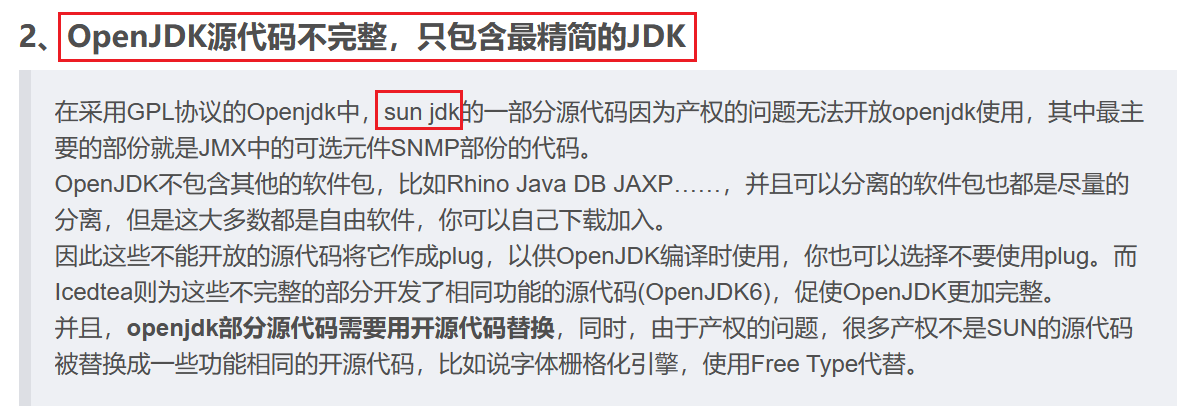 2、OpenJDK源代码不完整，只包含最精简的JDK
在采用GPL协议的Openjdk中，sun jdk的一部分源代码因为产权的问题无法开放openjdk使用，其中最主
要的部份就是JMX中的可选元件SNMP部份的代码。
OpenJDK不包含其他的软件包，比如Rhino Java DB JAXP……，并且可以分离的软件包也都是尽量的
分离，但是这大多数都是自由软件，你可以自己下载加入。
因此这些不能开放的源代码将它作成plug，以供OpenJDK编译时使用，你也可以选择不要使用plug。而
Icedtea则为这些不完整的部分开发了相同功能的源代码(OpenJDK6)，促使OpenJDK更加完整。
并且，openjdk部分源代码需要用开源代码替换，同时，由于产权的问题，很多产权不是SUN的源代码
被替换成一些功能相同的开源代码，比如说字体栅格化引擎，使用Free Type代替。